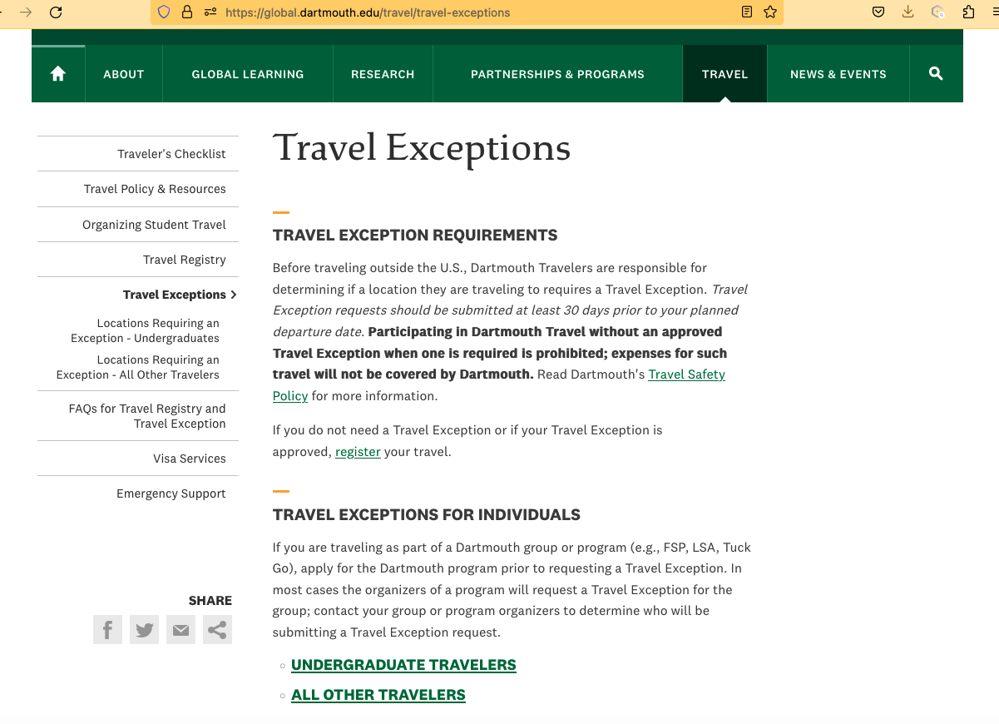 https://global.dartmouth.edu/travel/travel-exceptions
ABOUT
GLOBAL LEARNING
RESEARCH
PARTNERSHIPS & PROGRAMS
TRAVEL
NEWS & EVENTS
Traveler's Checklist
Travel Policy & Resources
Organizing Student Travel
Travel Registry
Travel Exceptions
Locations Requiring an
Exception - Undergraduates
Locations Requiring an
Exception - All Other Travelers
FAQs for Travel Registry and
Travel Exception
Visa Services
Emergency Support
SHARE
Travel Exceptions
TRAVEL EXCEPTION REQUIREMENTS
Before traveling outside the U.S., Dartmouth Travelers are responsible for
determining if a location they are traveling to requires a Travel Exception. Travel
Exception requests should be submitted at least 30 days prior to your planned
departure date. Participating in Dartmouth Travel without an approved
Travel Exception when one is required is prohibited; expenses for such
travel will not be covered by Dartmouth. Read Dartmouth's Travel Safety
Policy for more information.
If you do not need a Travel Exception or if your Travel Exception is
approved, register your travel.
TRAVEL EXCEPTIONS FOR INDIVIDUALS
If you are traveling as part of a Dartmouth group or program (e.g., FSP, LSA, Tuck
Go), apply for the Dartmouth program prior to requesting a Travel Exception. In
most cases the organizers of a program will request a Travel Exception for the
group; contact your group or program organizers to determine who will be
submitting a Travel Exception request.
UNDERGRADUATE TRAVELERS
ALL OTHER TRAVELERS